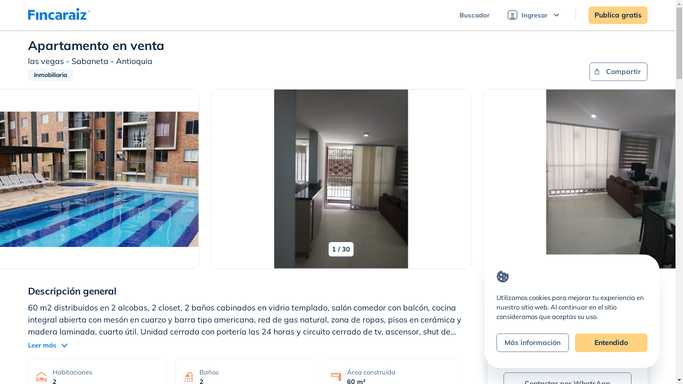 Fincaraiz
Buscador
Ingresar
Publica gratis
Apartamento en venta
las vegas - Sabaneta - Antioquia
Inmobiliaria
Compartir
1 / 30
Descripción general
60 m2 distribuidos en 2 alcobas, 2 closet, 2 baños cabinados en vidrio templado, salón comedor con balcón, cocina
integral abierta con mesón en cuarzo y barra tipo americana, red de gas natural, zona de ropas, pisos en cerámica y
madera laminada, cuarto útil. Unidad cerrada con portería las 24 horas y circuito cerrado de tv, ascensor, shut de...
Leer más
Habitaciones
2
Baños
2
Área construida
60 m²
Utilizamos cookies para mejorar tu experiencia en
nuestro sitio web. Al continuar en el sitio
consideramos que aceptas su uso.
Más información
Entendido
Contactar por WhatsApp